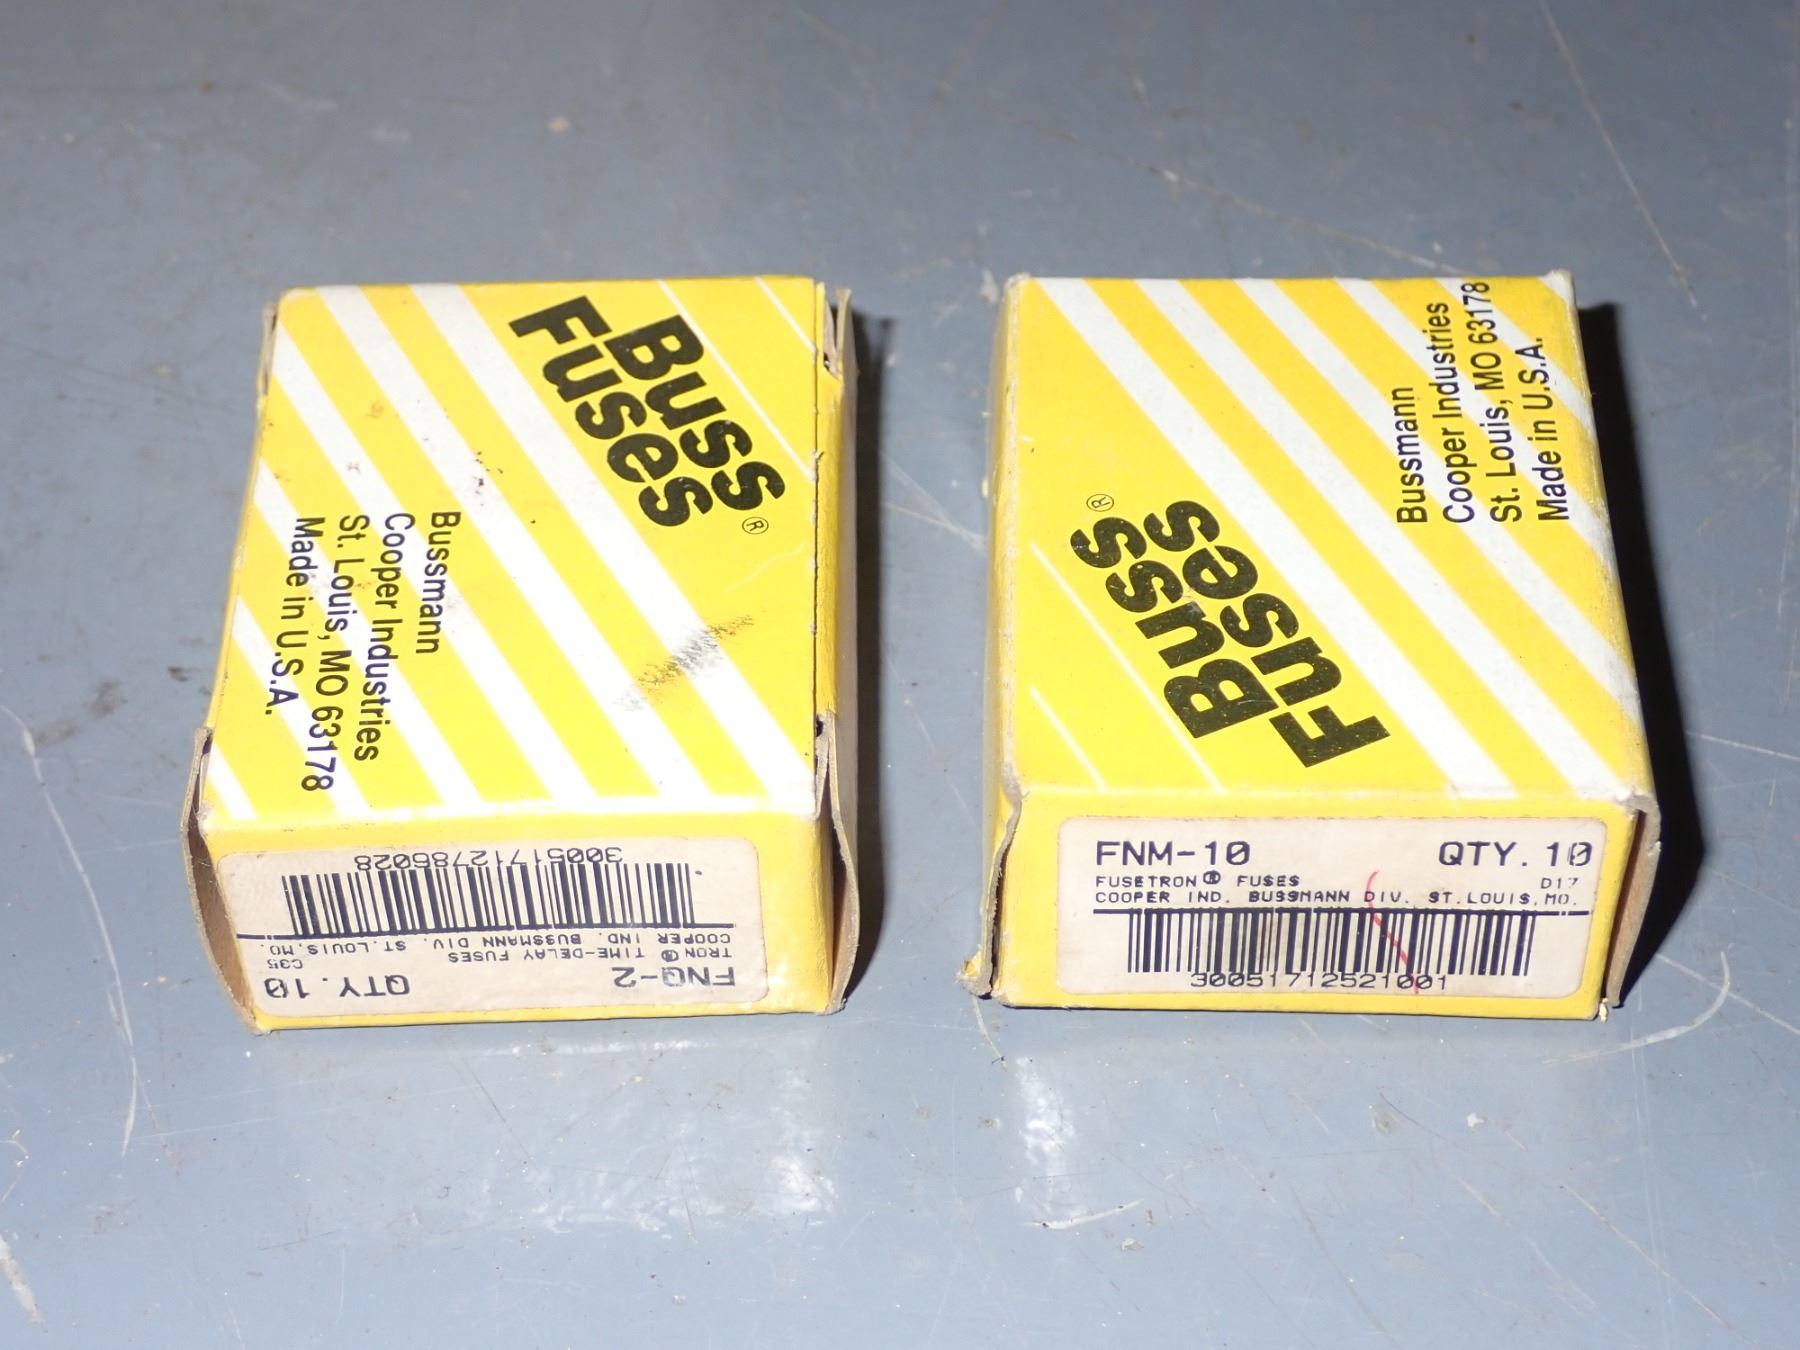 Buss®
Fuses
Bussmann
Cooper Industries
St. Louis, MO 63178
Made in U.S.A.
FNQ-2 QTY. 10
TRON® TIME-DELAY FUSES C35
COOPER IND. BUSSMANN DIV. ST.LOUIS,MO.
30051712786028
Buss®
Fuses
Bussmann
Cooper Industries
St. Louis, MO 63178
Made in U.S.A.
FNM-10 QTY. 10
FUSETRON® FUSES D17
COOPER IND. BUSSMANN DIV. ST.LOUIS,MO.
30051712521001